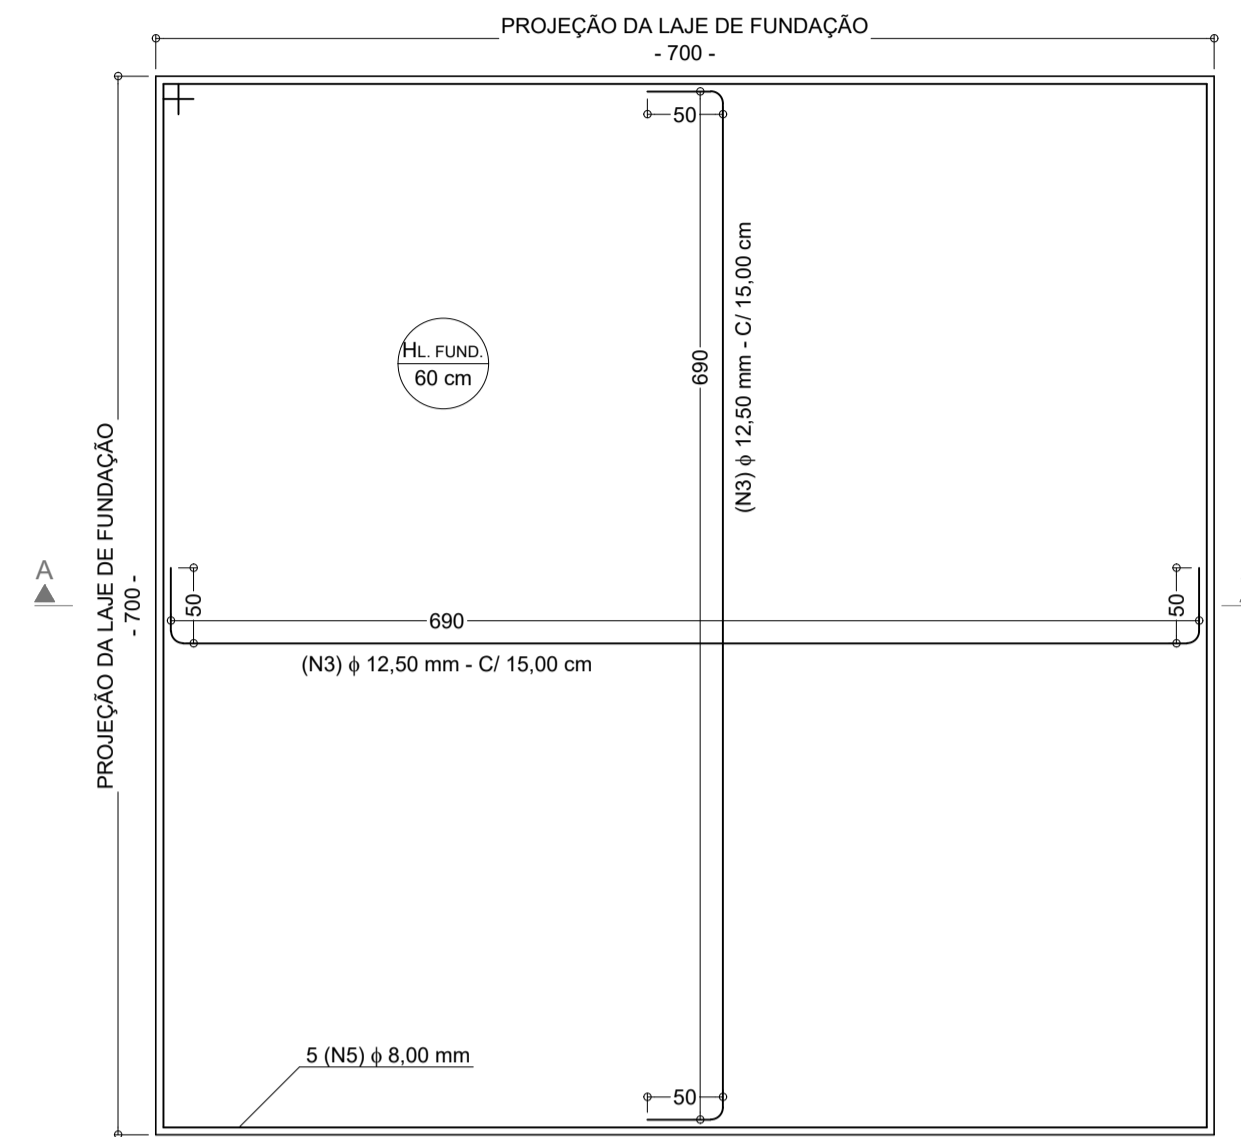 PROJEÇÃO DA LAJE DE FUNDAÇÃO
- 700 -
50
(N3) ϕ 12,50 mm - C/ 15,00 cm
690
HL. FUND.
60 cm
PROJEÇÃO DA LAJE DE FUNDAÇÃO
- 700 -
A
50
690
50
(N3) ϕ 12,50 mm - C/ 15,00 cm
5 (N5) ϕ 8,00 mm
50